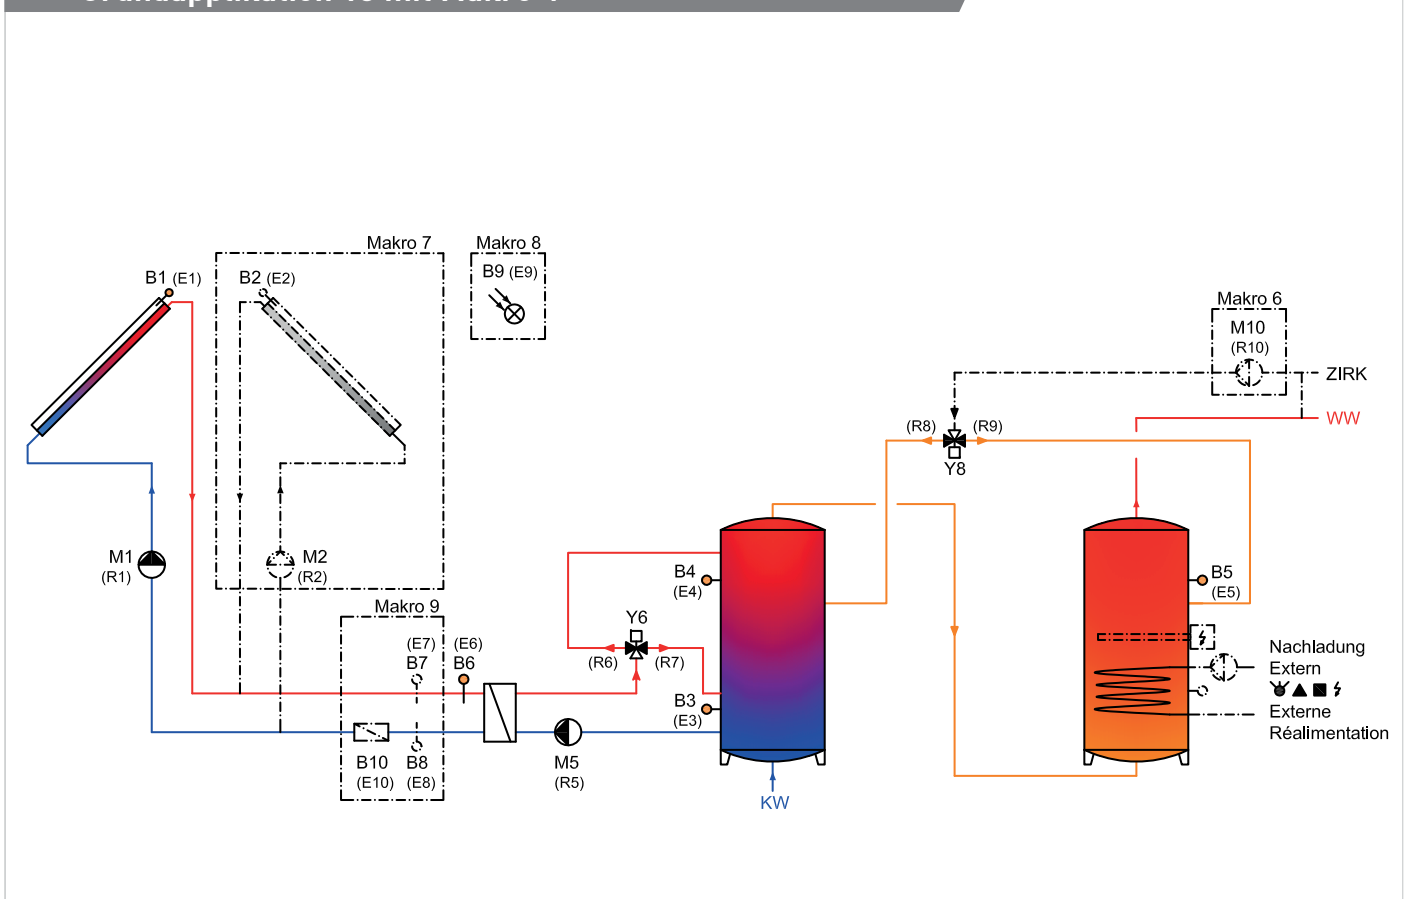 Makro 7
Makro 8
B1 (E1)
B2 (E2)
B9 (E9)
Makro 6
M10
(R10)
ZIRK
WW
(R8)
(R9)
Y8
M1
(R1)
M2
(R2)
B4
(E4)
B5
(E5)
Makro 9
(E7)
B7
(E6)
B6
Y6
(R6)
(R7)
B3
(E3)
Nachladung
Extern
Externe
Réalimentation
B10
(E10)
B8
(E8)
M5
(R5)
KW